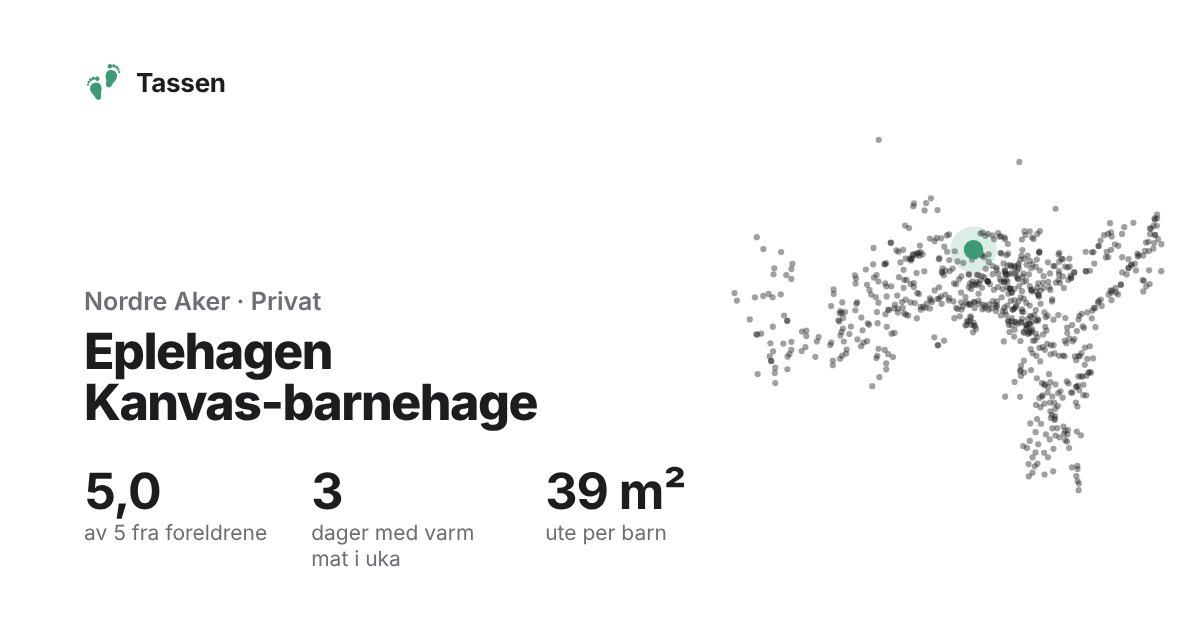 Tassen
Nordre Aker · Privat
Eplehagen
Kanvas-barnehage
5,0
av 5 fra foreldrene
3
dager med varm
mat i uka
39 m²
ute per barn